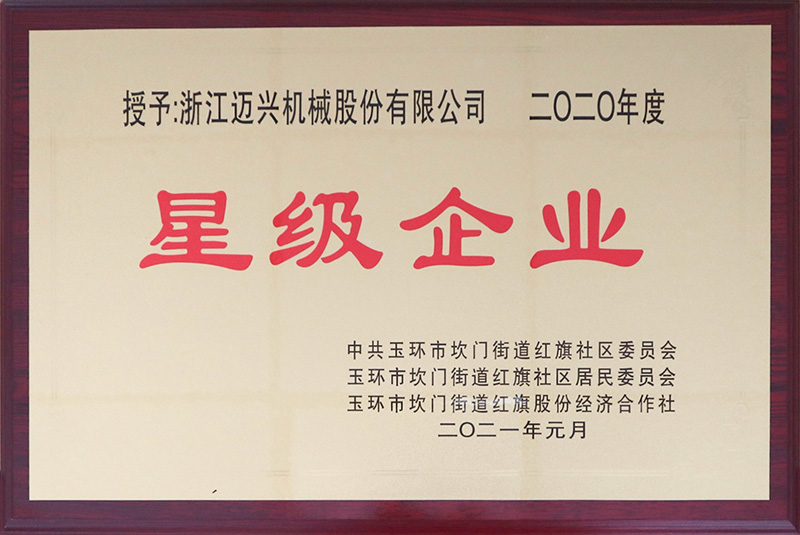 授予:浙江迈兴机械股份有限公司 二〇二〇年度
星级企业
中共玉环市坎门街道红旗社区委员会
玉环市坎门街道红旗社区居民委员会
玉环市坎门街道红旗股份经济合作社
二〇二一年元月